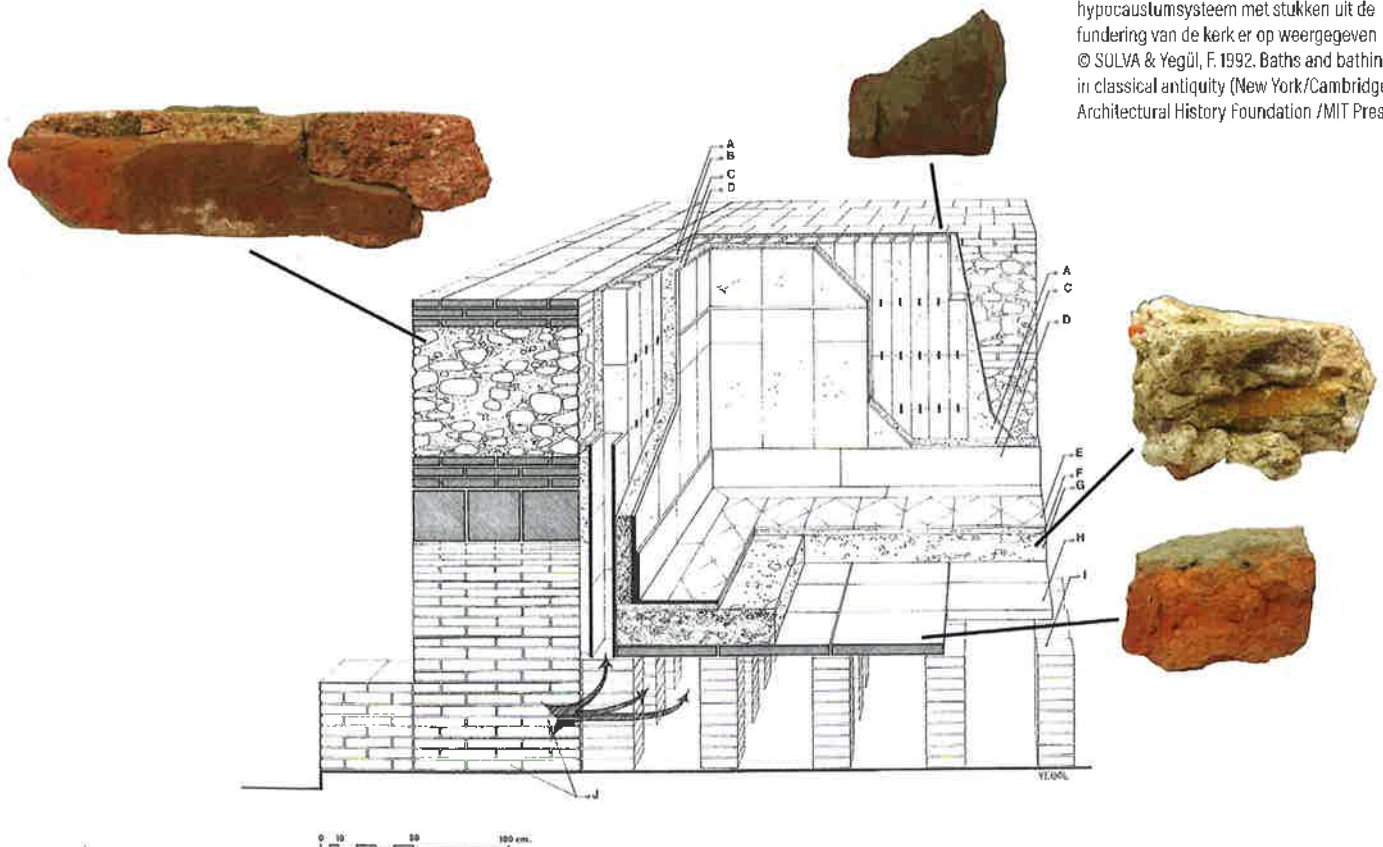 hypocaustumsysteem met stukken uit de
fundering van de kerk er op weergegeven
© SOLVA & Yegül, F. 1992. Baths and bathin
in classical antiquity (New York/Cambridge
Architectural History Foundation /MIT Pres
A
B
C
D
A
C
D
E
F
G
H
I
J
YEGÜL
0 10 50 100 cm.